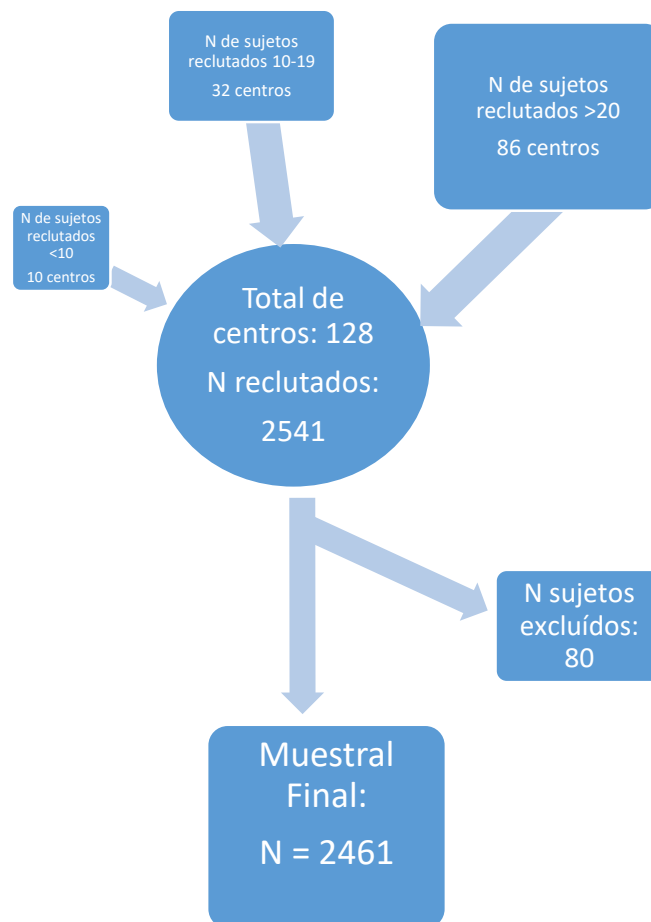 N de sujetos
reclutados 10-19
32 centros
N de sujetos
reclutados >20
86 centros
N de sujetos
reclutados
<10
10 centros
Total de
centros: 128
N reclutados:
2541
N sujetos
excluídos:
80
Muestral
Final:
N = 2461